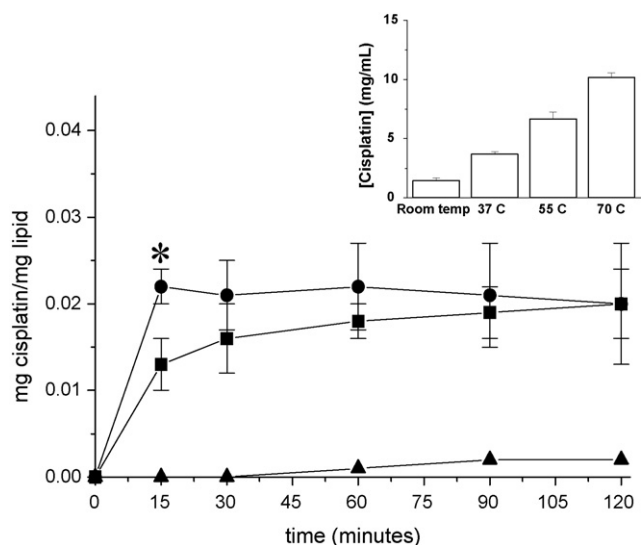 15
10
5
0
[Cisplatin] (mg/mL)
Room temp 37 C 55 C 70 C
0.04
0.03
0.02
0.01
0.00
mg cisplatin/mg lipid
*
0 15 30 45 60 75 90 105 120
time (minutes)